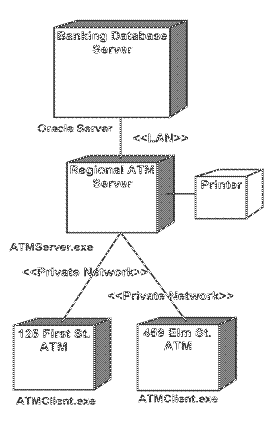 Banking Database
Server
Oracle Server
<<LAN>>
Regional ATM
Server
Printer
ATMServer.exe
<<Private Network>>
<<Private Network>>
123 First St.
ATM
459 Elm St.
ATM
ATMClient.exe
ATMClient.exe